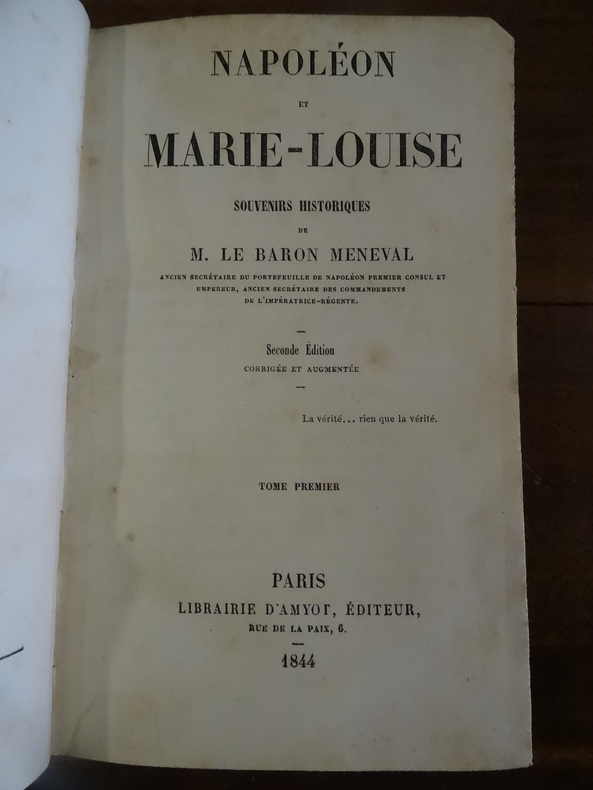 NAPOLÉON
ET
MARIE-LOUISE
SOUVENIRS HISTORIQUES
DE
M. LE BARON MENEVAL
ANCIEN SECRÉTAIRE DU PORTEFEUILLE DE NAPOLÉON PREMIER CONSUL ET
EMPEREUR, ANCIEN SECRÉTAIRE DES COMMANDEMENTS
DE L'IMPÉRATRICE-RÉGENTE.
Seconde Édition
CORRIGÉE ET AUGMENTÉE
La vérité... rien que la vérité.
TOME PREMIER
PARIS
LIBRAIRIE D'AMYOT, ÉDITEUR,
RUE DE LA PAIX, 6.
1844